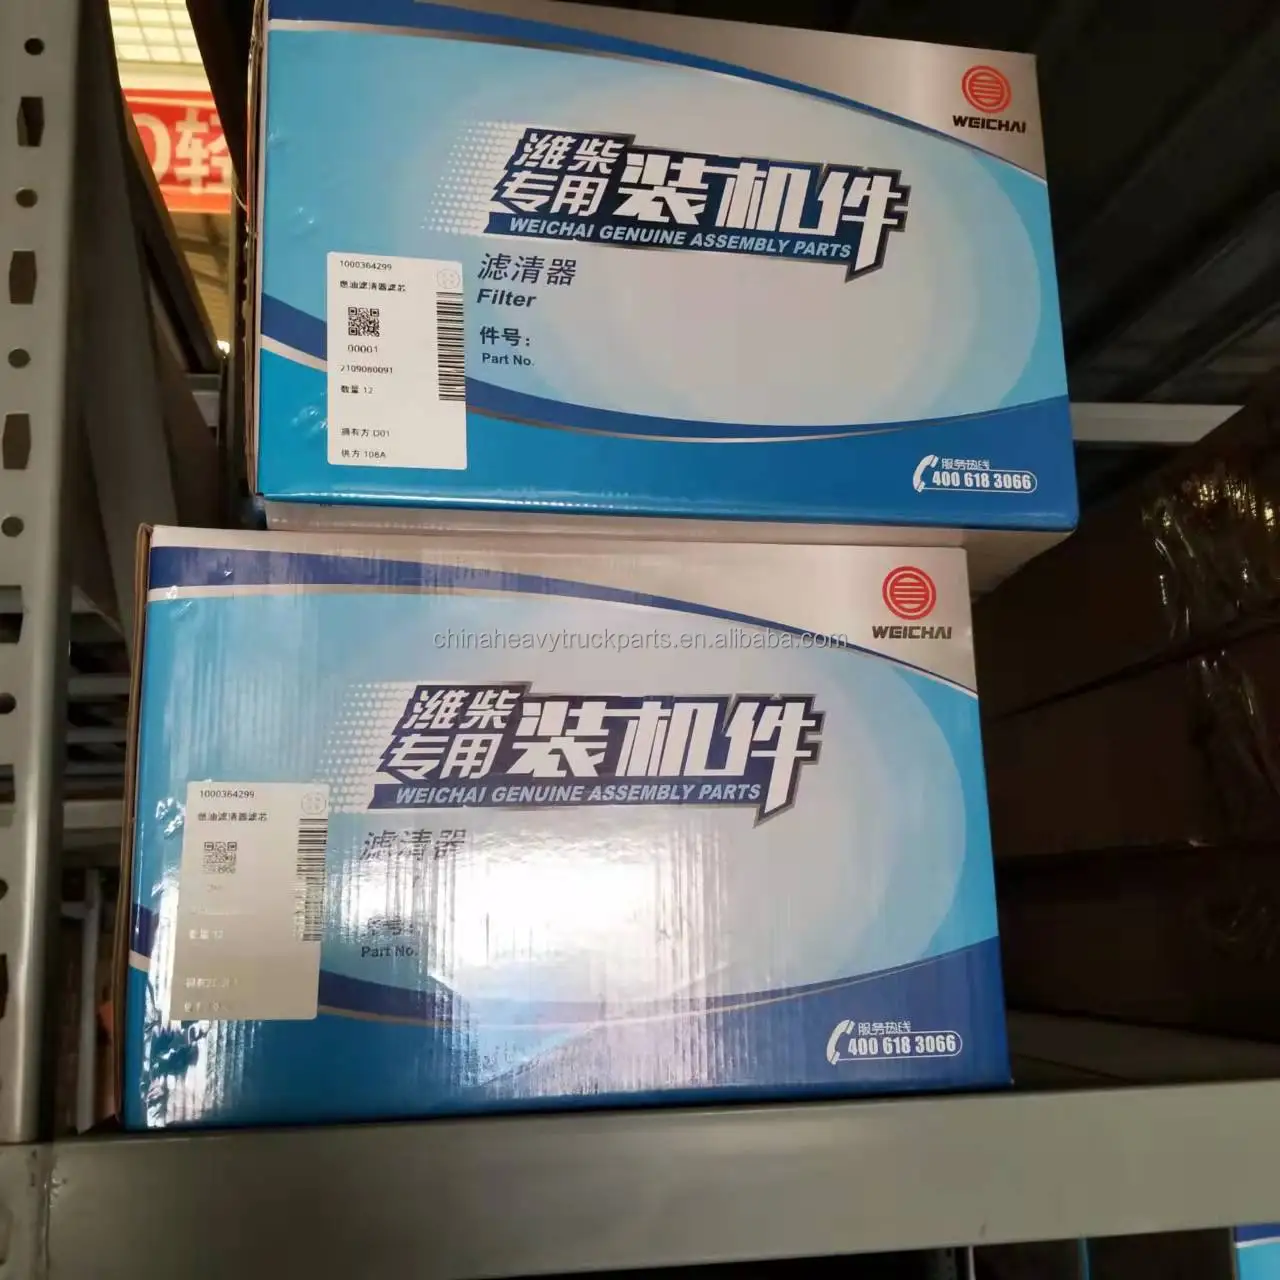 轻
WEICHAI
潍柴
专用
装机件
WEICHAI GENUINE ASSEMBLY PARTS
滤清器
Filter
件号：
Part No.
1000364299
燃油滤清器滤芯
00001
2109080091
数量 12
拥有方 D01
供方 108A
服务热线
400 618 3066
WEICHAI
chinaheavytruckparts.en.alibaba.com
潍柴
专用
装机件
WEICHAI GENUINE ASSEMBLY PARTS
滤清器
件号：
Part No.
1000364299
燃油滤清器滤芯
数量 12
服务热线
400 618 3066